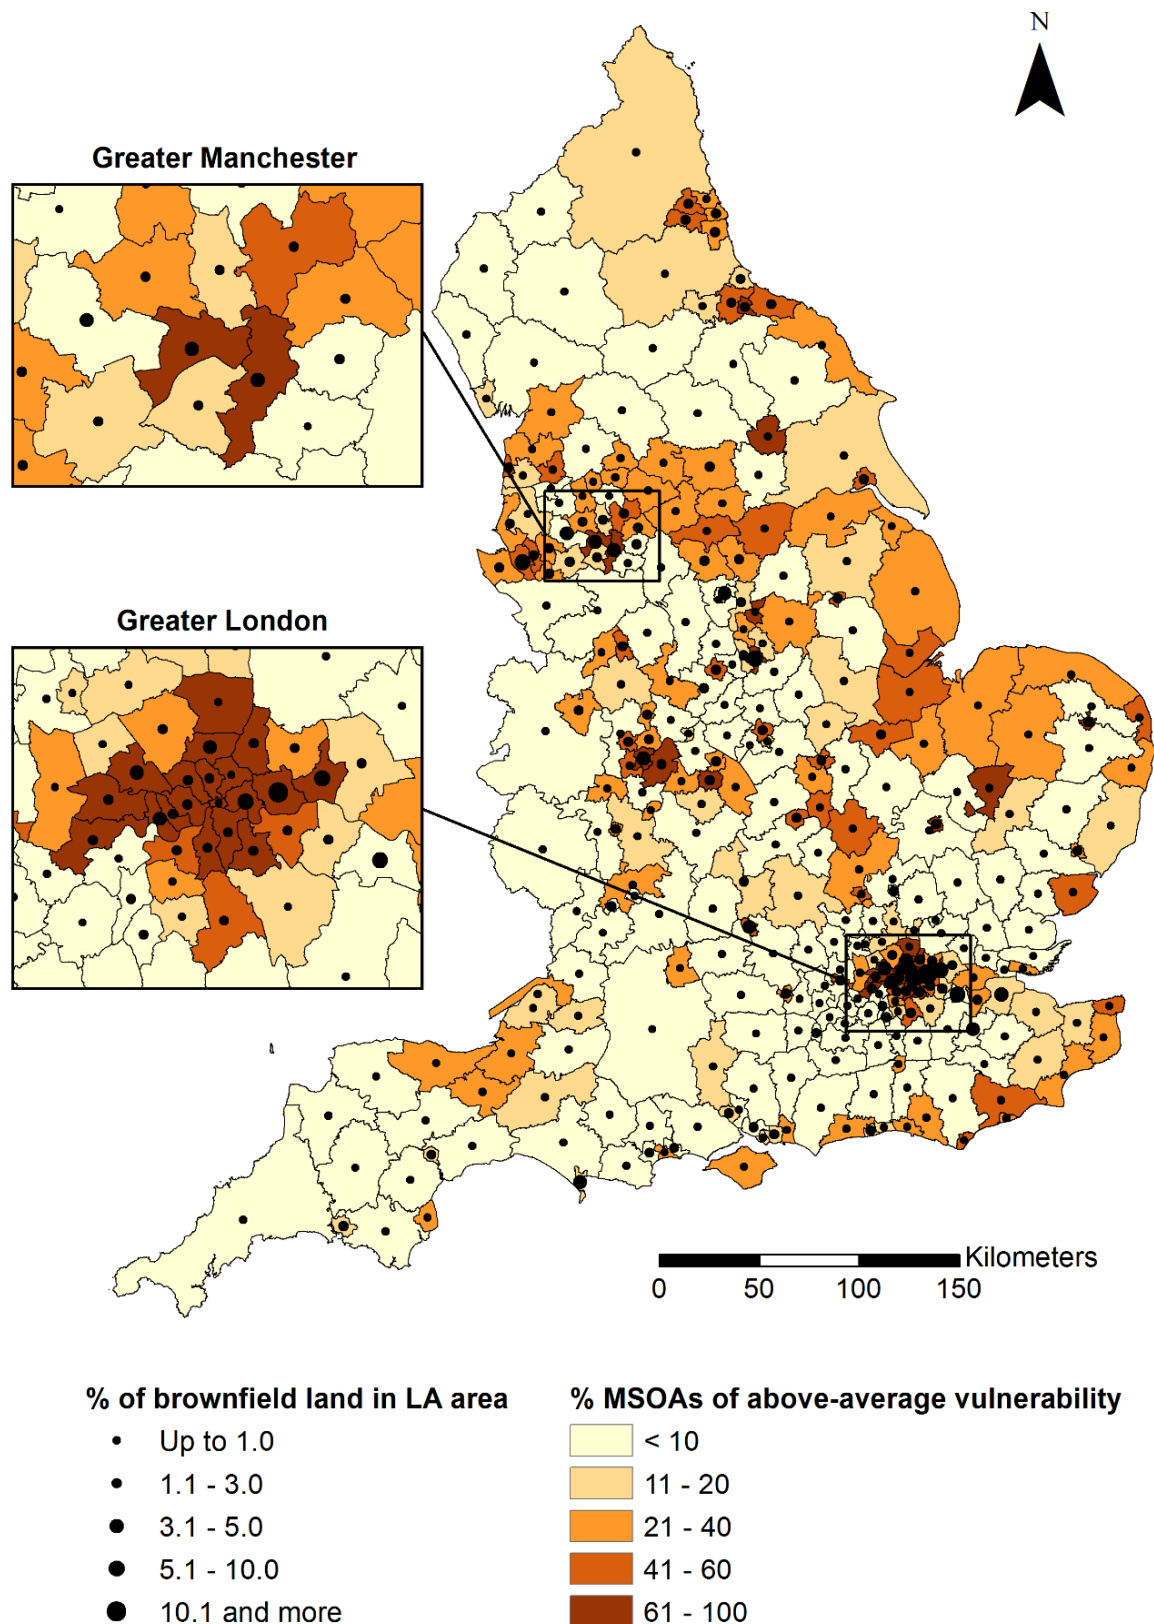 N
Greater Manchester
Greater London
Kilometers
0 50 100 150
% of brownfield land in LA area
Up to 1.0
1.1 - 3.0
3.1 - 5.0
5.1 - 10.0
10.1 and more
% MSOAs of above-average vulnerability
< 10
11 - 20
21 - 40
41 - 60
61 - 100